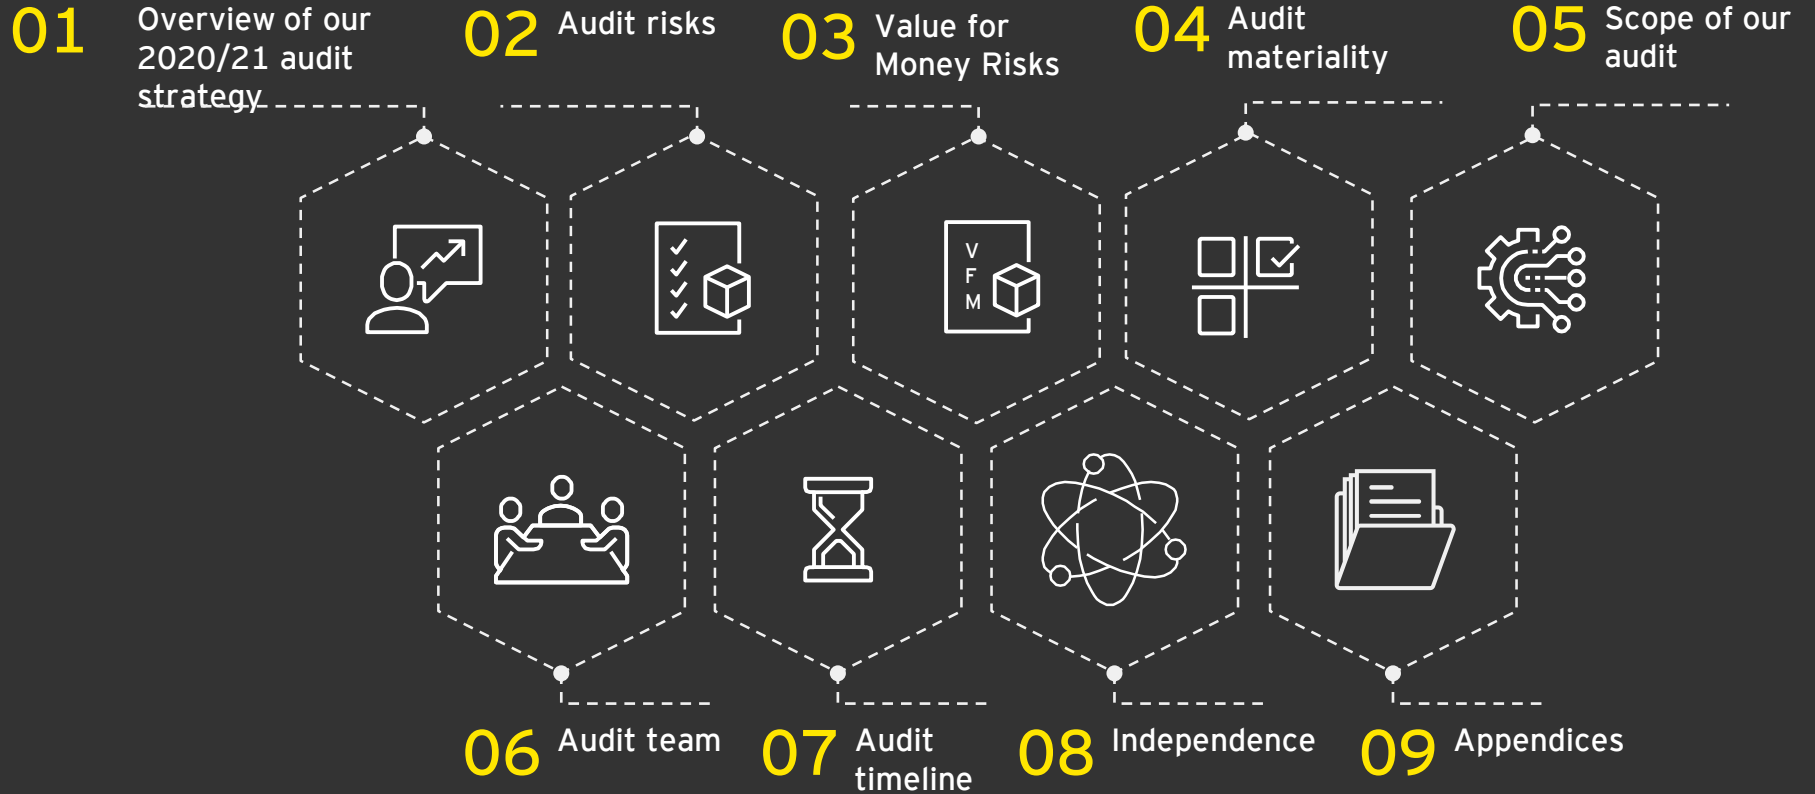 01 Overview of our
2020/21 audit
strategy
02 Audit risks
03 Value for
Money Risks
04 Audit
materiality
05 Scope of our
audit
V
F
M
06 Audit team
07 Audit
timeline
08 Independence
09 Appendices